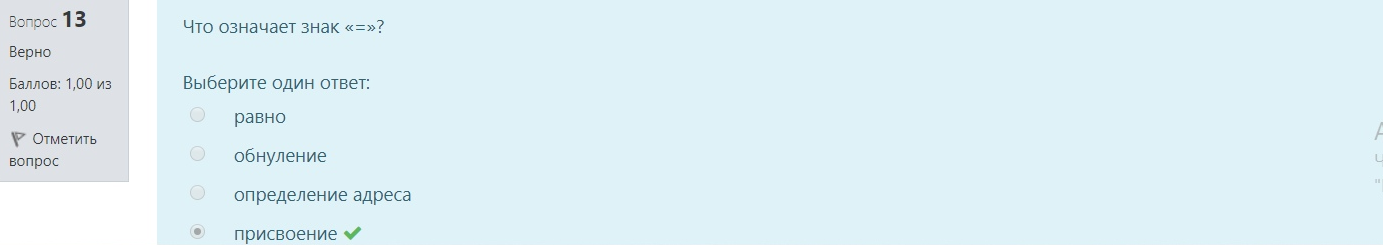 Вопрос 13
Верно
Баллов: 1,00 из
1,00
Отметить
вопрос
Что означает знак «=»?
Выберите один ответ:
равно
обнуление
определение адреса
присвоение